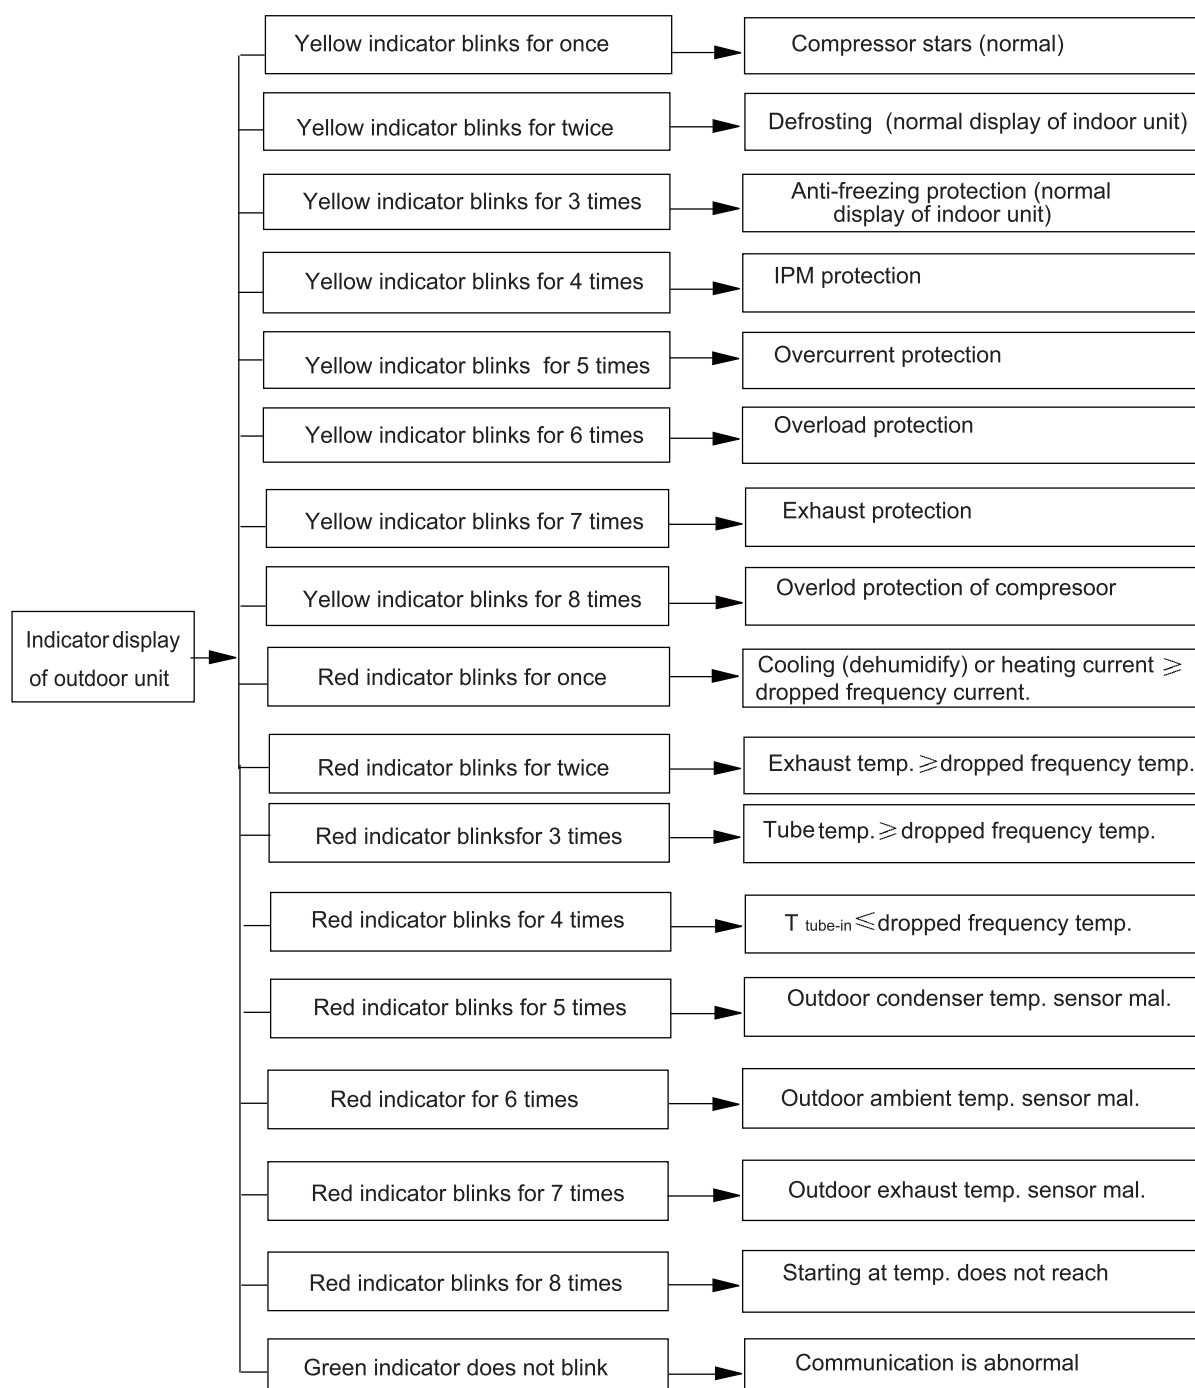 Yellow indicator blinks for once
Compressor stars (normal)
Yellow indicator blinks for twice
Defrosting (normal display of indoor unit)
Yellow indicator blinks for 3 times
Anti-freezing protection (normal
display of indoor unit)
Yellow indicator blinks for 4 times
IPM protection
Yellow indicator blinks for 5 times
Overcurrent protection
Yellow indicator blinks for 6 times
Overload protection
Yellow indicator blinks for 7 times
Exhaust protection
Yellow indicator blinks for 8 times
Overlod protection of compresoor
Indicator display
of outdoor unit
Red indicator blinks for once
Cooling (dehumidify) or heating current ⩾
dropped frequency current.
Red indicator blinks for twice
Exhaust temp. ⩾dropped frequency temp.
Red indicator blinksfor 3 times
Tube temp. ⩾ dropped frequency temp.
Red indicator blinks for 4 times
T tube-in ⩽dropped frequency temp.
Red indicator blinks for 5 times
Outdoor condenser temp. sensor mal.
Red indicator for 6 times
Outdoor ambient temp. sensor mal.
Red indicator blinks for 7 times
Outdoor exhaust temp. sensor mal.
Red indicator blinks for 8 times
Starting at temp. does not reach
Green indicator does not blink
Communication is abnormal